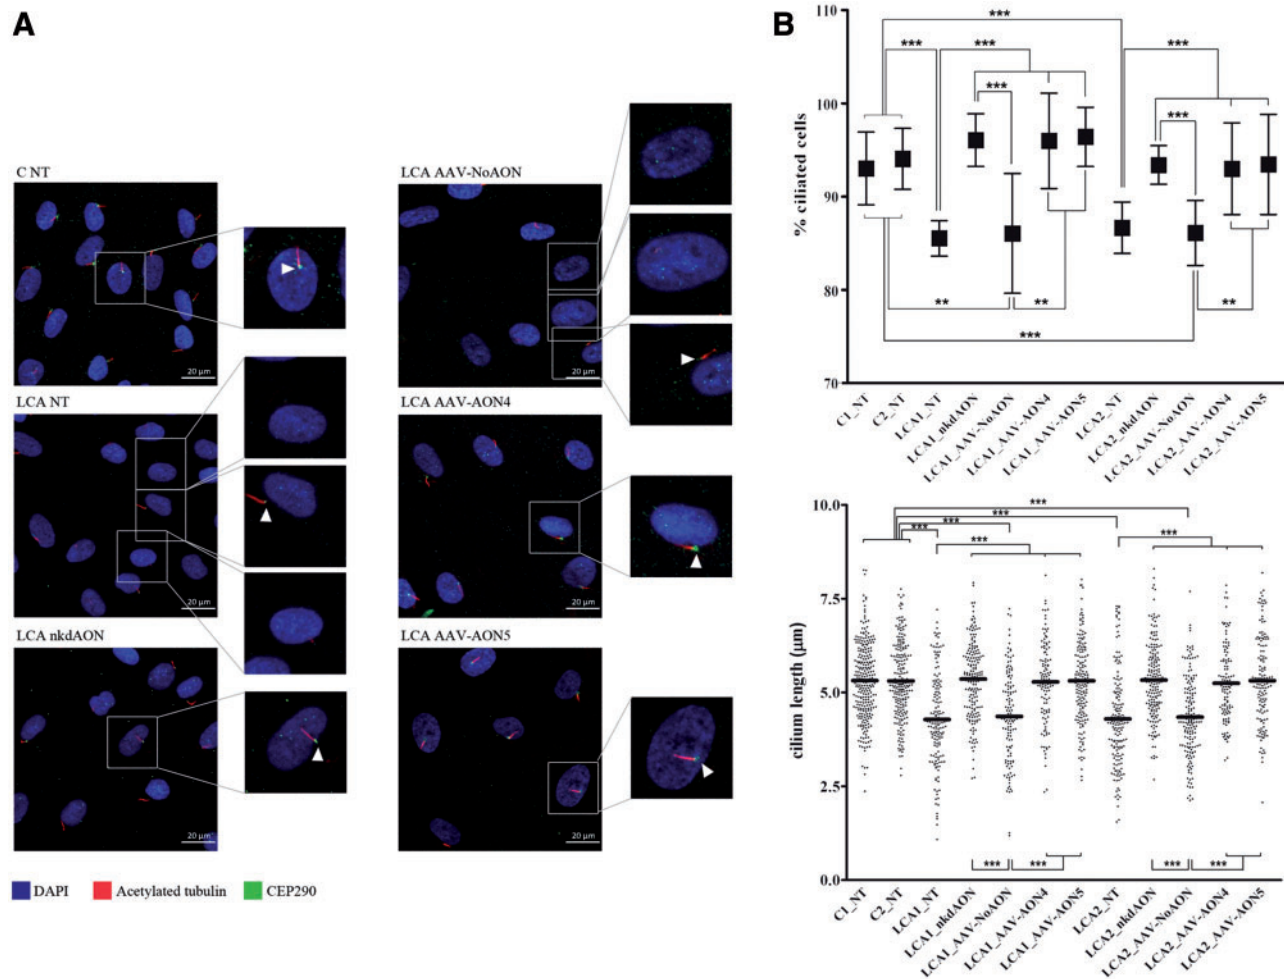 A
C NT
20 µm
LCA NT
20 µm
LCA nkdAON
20 µm
LCA AAV-NoAON
20 µm
LCA AAV-AON4
20 µm
LCA AAV-AON5
20 µm
DAPI
Acetylated tubulin
CEP290
B
% ciliated cells
110
100
90
80
70
***
***
***
***
***
***
**
**
**
***
C1_NT
C2_NT
LCA1_NT
LCA1_nkdAON
LCA1_AAV-NoAON
LCA1_AAV-AON4
LCA1_AAV-AON5
LCA2_NT
LCA2_nkdAON
LCA2_AAV-NoAON
LCA2_AAV-AON4
LCA2_AAV-AON5
cilium length (µm)
10.0
7.5
5.0
2.5
0.0
***
***
***
***
***
***
***
***
***
***
C1_NT
C2_NT
LCA1_NT
LCA1_nkdAON
LCA1_AAV-NoAON
LCA1_AAV-AON4
LCA1_AAV-AON5
LCA2_NT
LCA2_nkdAON
LCA2_AAV-NoAON
LCA2_AAV-AON4
LCA2_AAV-AON5